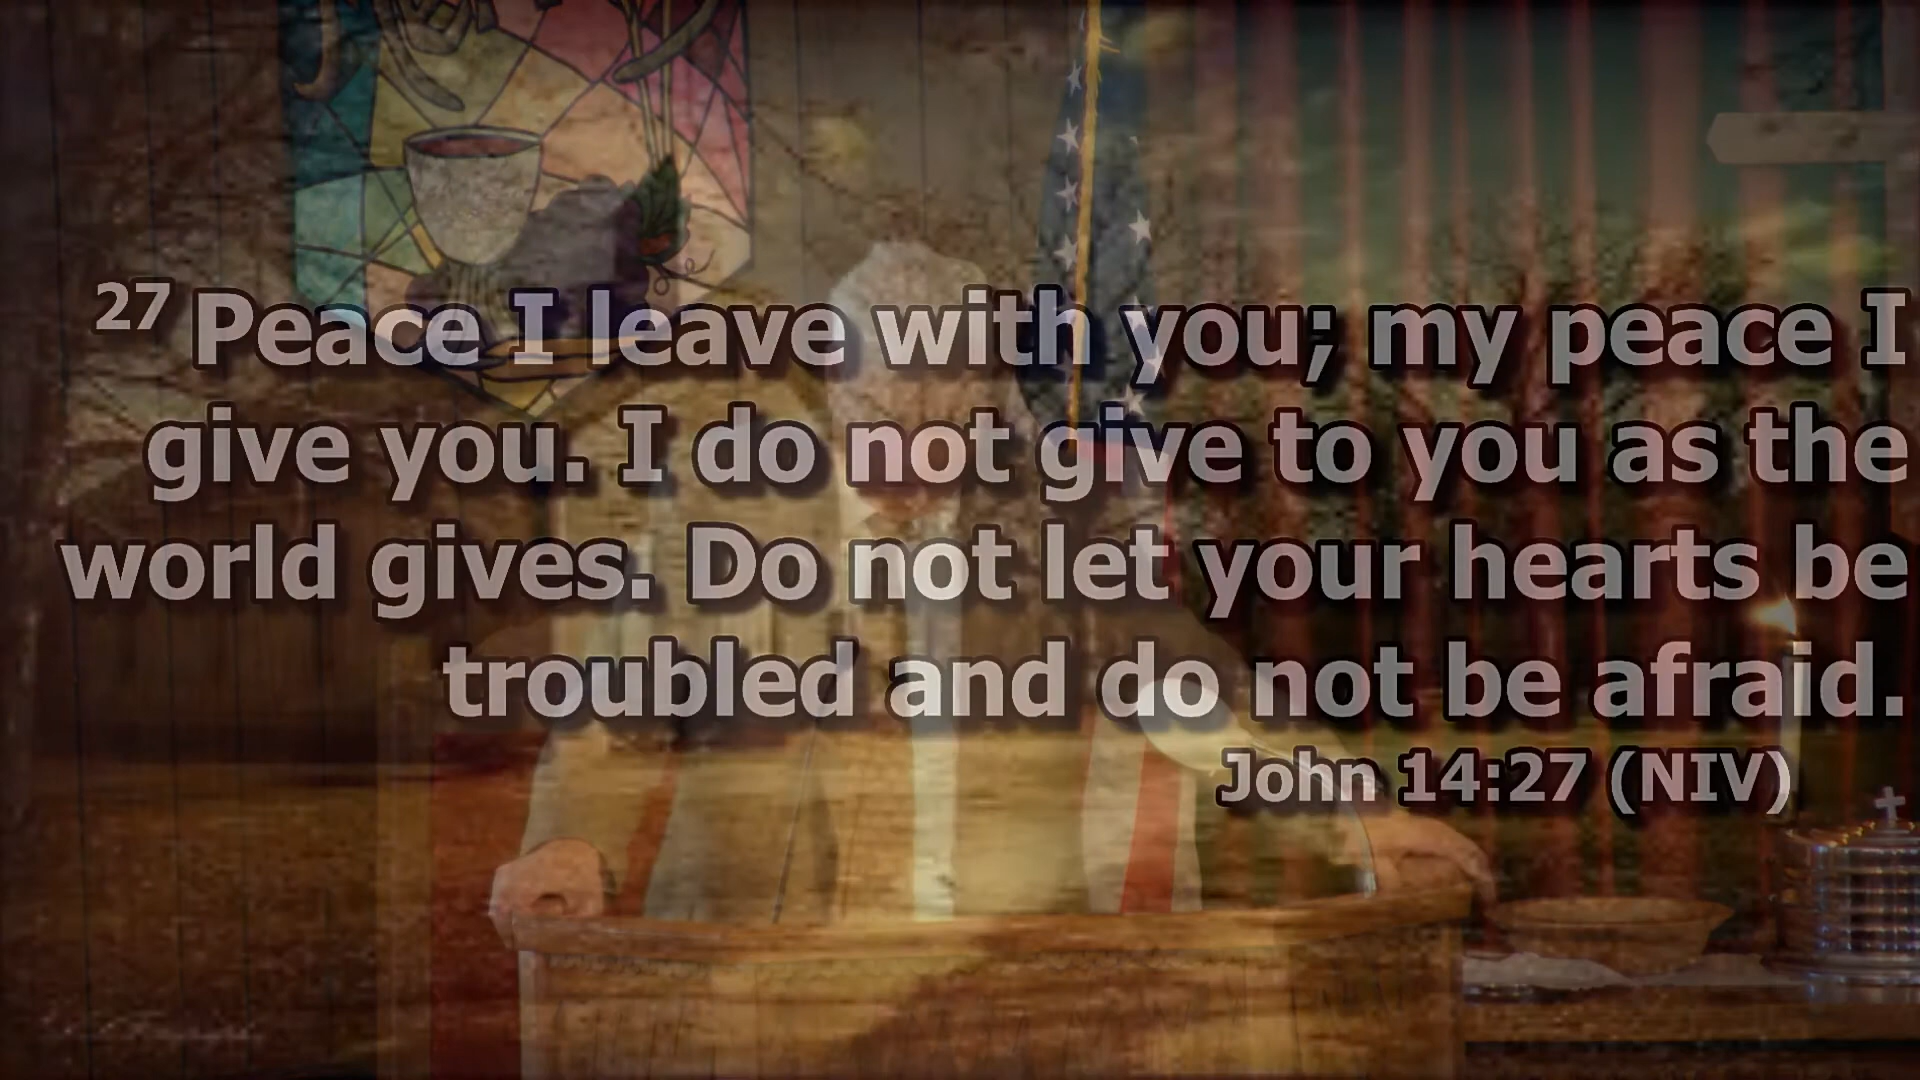 27 Peace I leave with you; my peace I
give you. I do not give to you as the
world gives. Do not let your hearts be
troubled and do not be afraid.
John 14:27 (NIV)